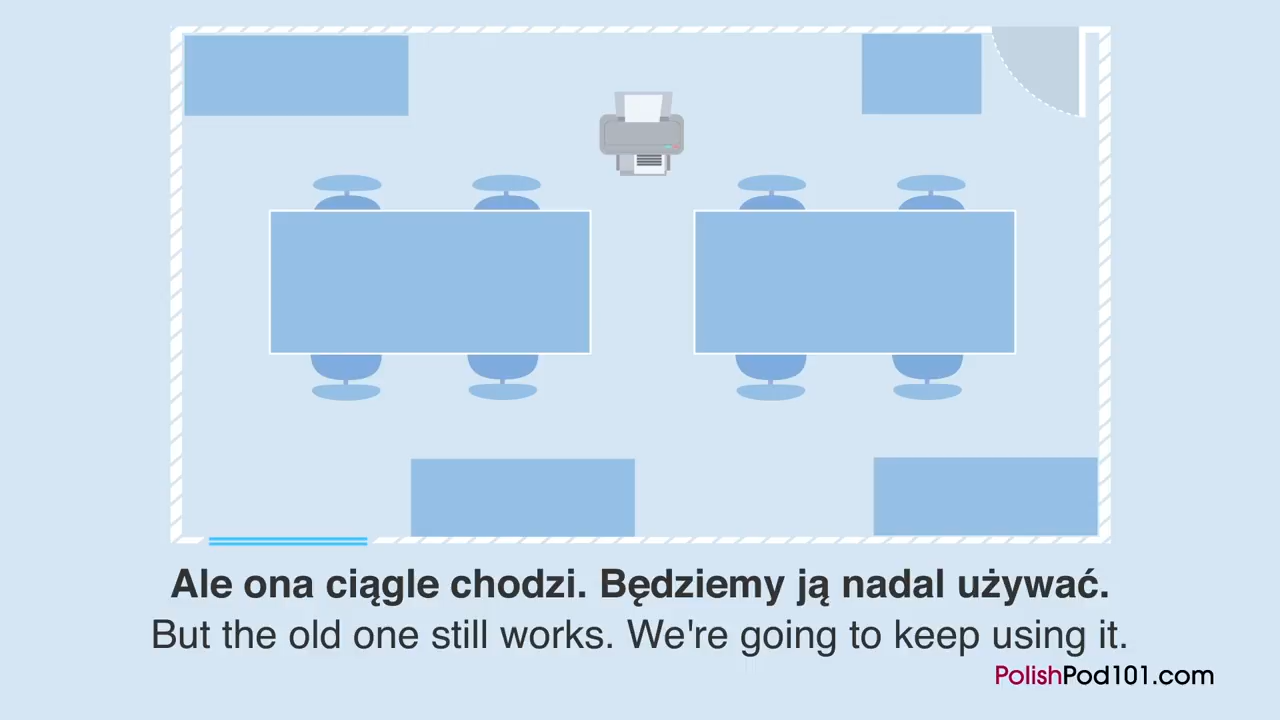 Ale ona ciągle chodzi. Będziemy ją nadal używać.
But the old one still works. We're going to keep using it.
PolishPod101.com